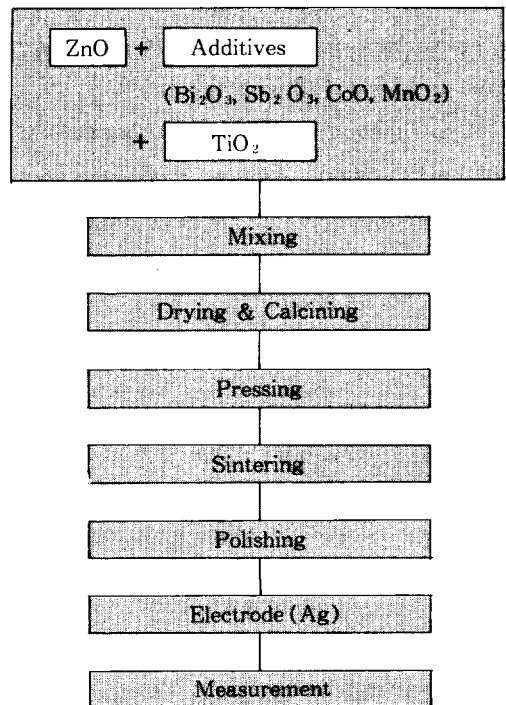 ZnO + Additives
(Bi₂O₃, Sb₂O₃, CoO, MnO₂)
+ TiO₂
Mixing
Drying & Calcining
Pressing
Sintering
Polishing
Electrode (Ag)
Measurement